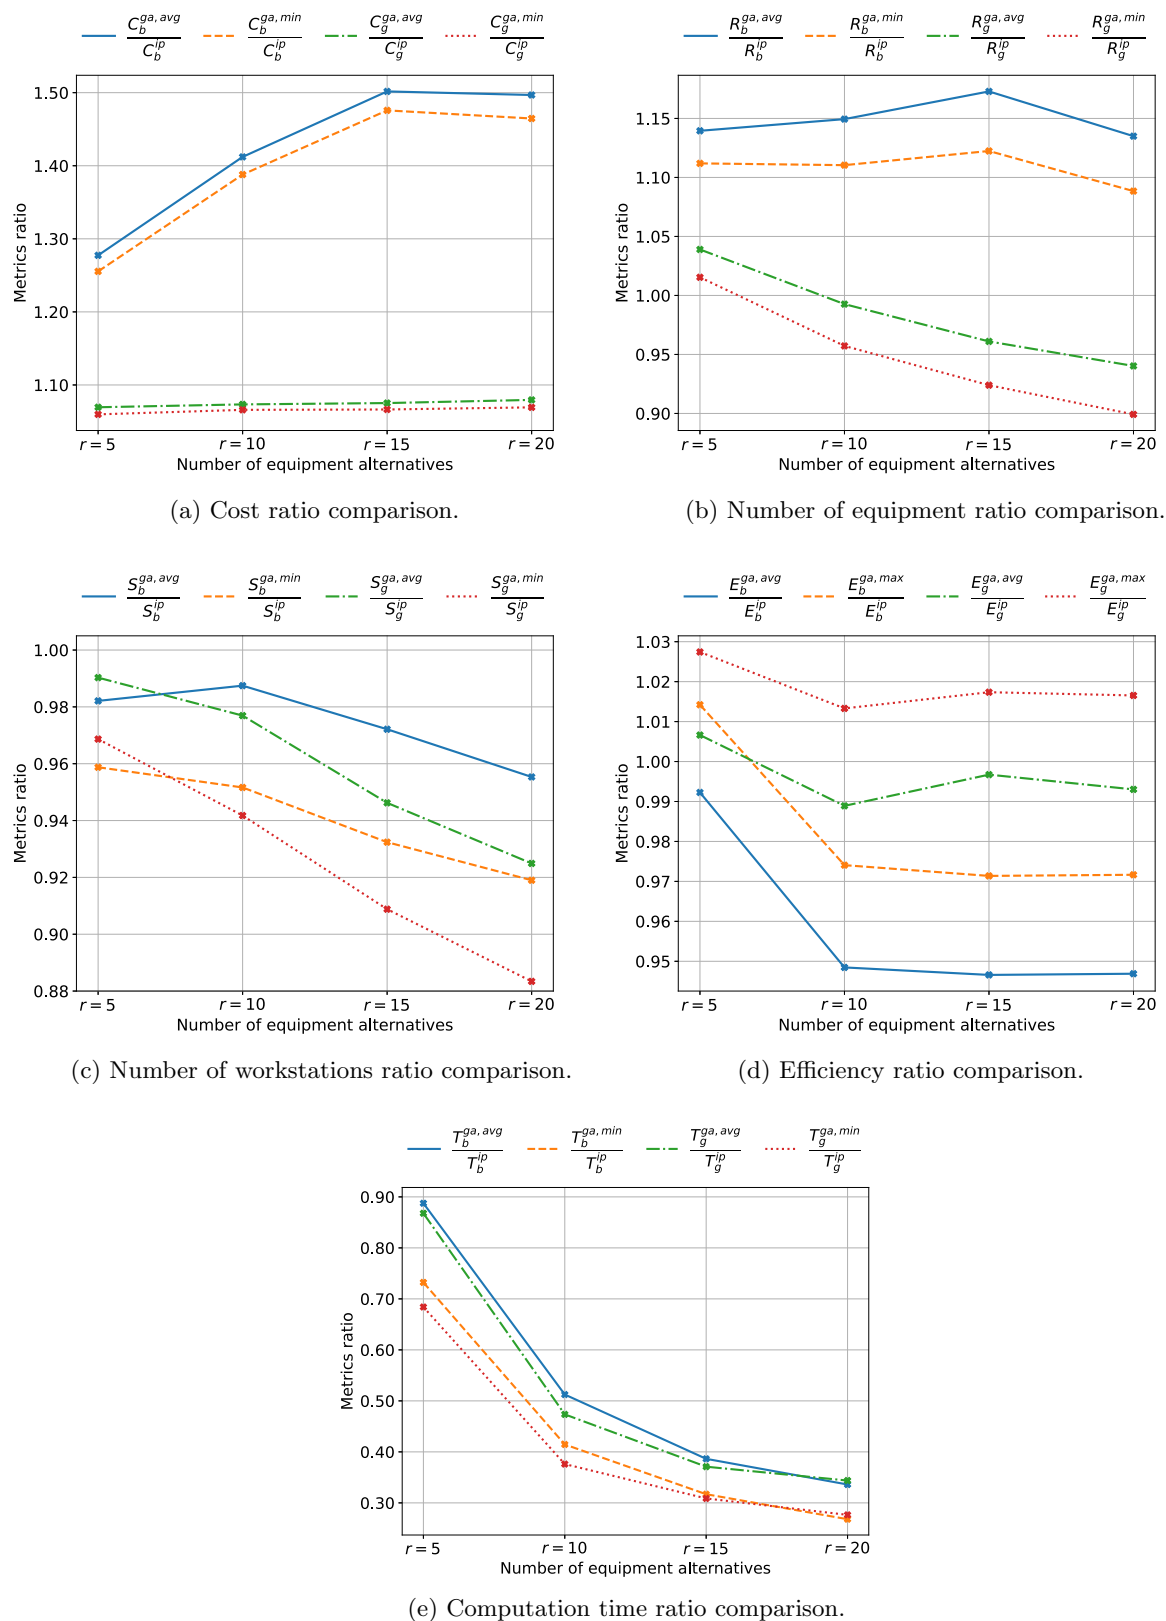 C_b^{ga,avg}/C_b^{ip} C_b^{ga,min}/C_b^{ip} C_g^{ga,avg}/C_g^{ip} C_g^{ga,min}/C_g^{ip}
1.50
1.40
1.30
1.20
1.10
Metrics ratio
r = 5 r = 10 r = 15 r = 20
Number of equipment alternatives
(a) Cost ratio comparison.
R_b^{ga,avg}/R_b^{ip} R_b^{ga,min}/R_b^{ip} R_g^{ga,avg}/R_g^{ip} R_g^{ga,min}/R_g^{ip}
1.15
1.10
1.05
1.00
0.95
0.90
Metrics ratio
r = 5 r = 10 r = 15 r = 20
Number of equipment alternatives
(b) Number of equipment ratio comparison.
S_b^{ga,avg}/S_b^{ip} S_b^{ga,min}/S_b^{ip} S_g^{ga,avg}/S_g^{ip} S_g^{ga,min}/S_g^{ip}
1.00
0.98
0.96
0.94
0.92
0.90
0.88
Metrics ratio
r = 5 r = 10 r = 15 r = 20
Number of equipment alternatives
(c) Number of workstations ratio comparison.
E_b^{ga,avg}/E_b^{ip} E_b^{ga,max}/E_b^{ip} E_g^{ga,avg}/E_g^{ip} E_g^{ga,max}/E_g^{ip}
1.03
1.02
1.01
1.00
0.99
0.98
0.97
0.96
0.95
Metrics ratio
r = 5 r = 10 r = 15 r = 20
Number of equipment alternatives
(d) Efficiency ratio comparison.
T_b^{ga,avg}/T_b^{ip} T_b^{ga,min}/T_b^{ip} T_g^{ga,avg}/T_g^{ip} T_g^{ga,min}/T_g^{ip}
0.90
0.80
0.70
0.60
0.50
0.40
0.30
Metrics ratio
r = 5 r = 10 r = 15 r = 20
Number of equipment alternatives
(e) Computation time ratio comparison.